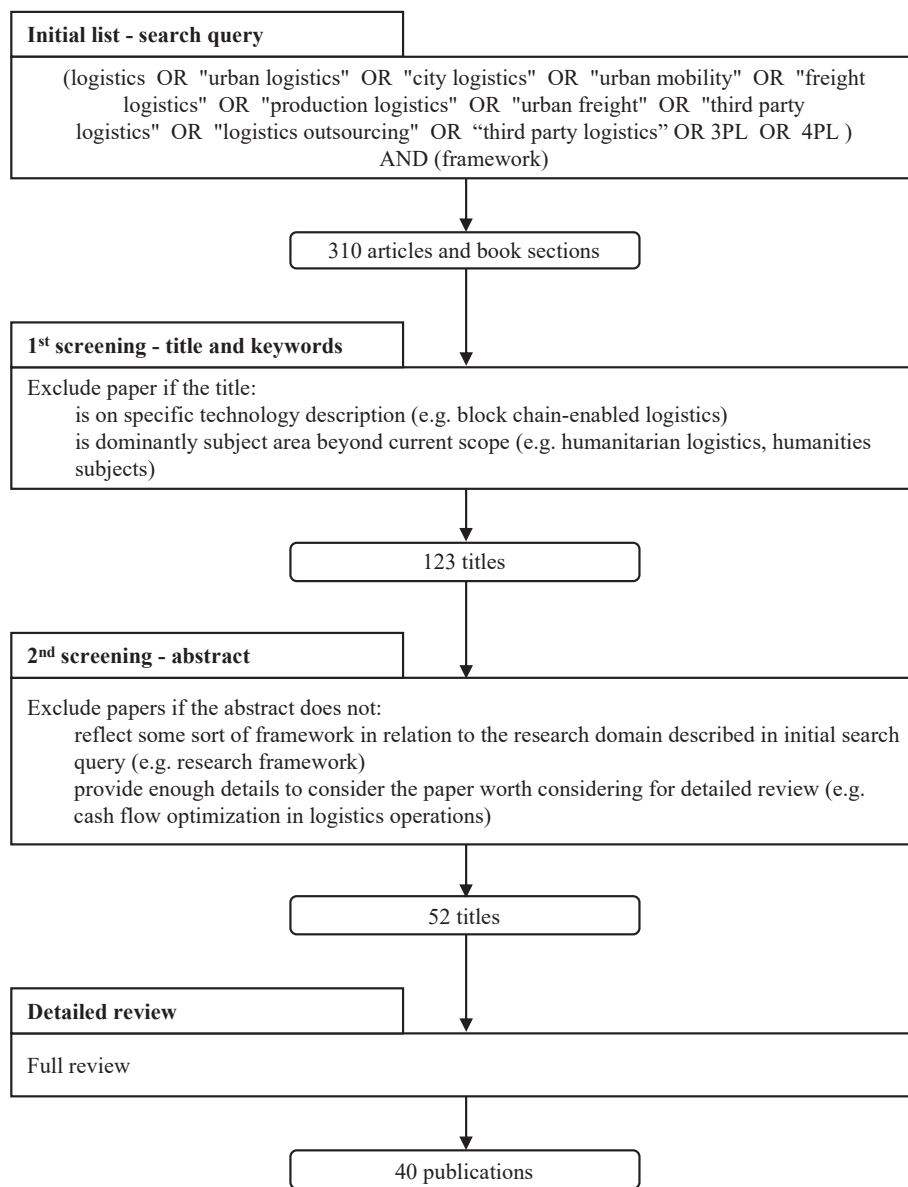 Initial list - search query
(logistics OR "urban logistics" OR "city logistics" OR "urban mobility" OR "freight
logistics" OR "production logistics" OR "urban freight" OR "third party
logistics" OR "logistics outsourcing" OR “third party logistics” OR 3PL OR 4PL )
AND (framework)
310 articles and book sections
1st screening - title and keywords
Exclude paper if the title:
is on specific technology description (e.g. block chain-enabled logistics)
is dominantly subject area beyond current scope (e.g. humanitarian logistics, humanities
subjects)
123 titles
2nd screening - abstract
Exclude papers if the abstract does not:
reflect some sort of framework in relation to the research domain described in initial search
query (e.g. research framework)
provide enough details to consider the paper worth considering for detailed review (e.g.
cash flow optimization in logistics operations)
52 titles
Detailed review
Full review
40 publications